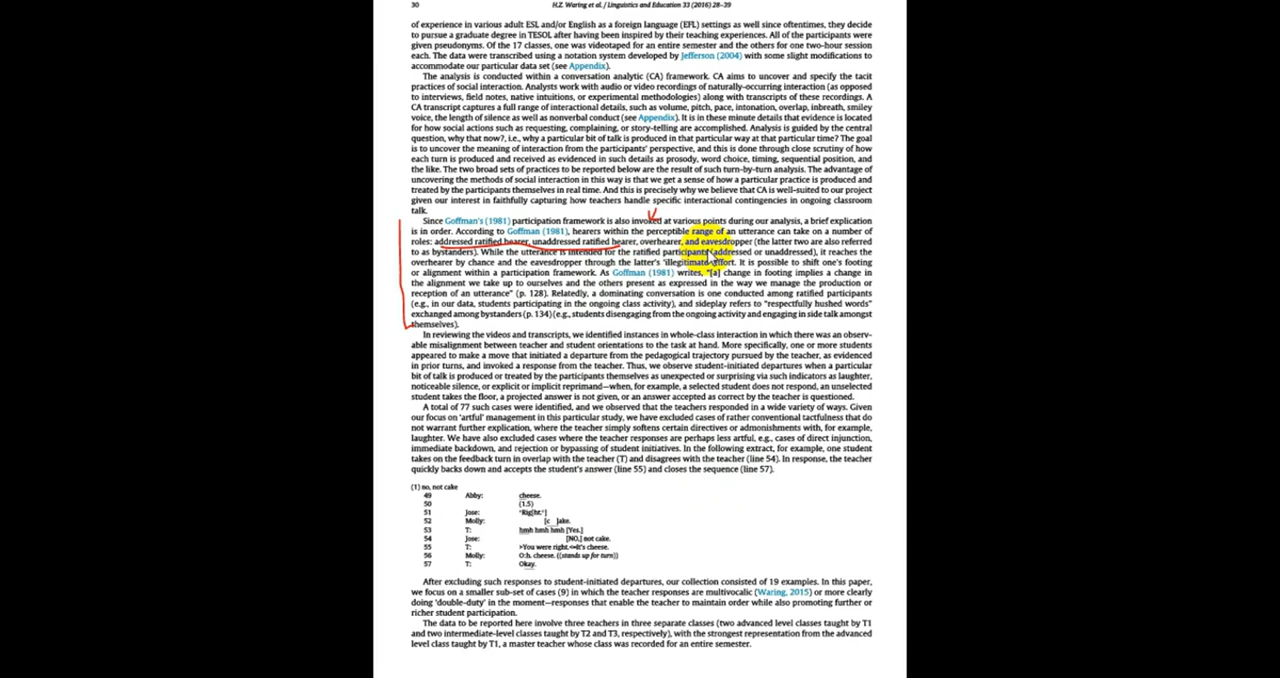 30
H.Z. Waring et al. / Linguistics and Education 33 (2016) 28–39
of experience in various adult ESL and/or English as a foreign language (EFL) settings as well since oftentimes, they decide
to pursue a graduate degree in TESOL after having been inspired by their teaching experiences. All of the participants were
given pseudonyms. Of the 17 classes, one was videotaped for an entire semester and the others for one two-hour session
each. The data were transcribed using a notation system developed by Jefferson (2004) with some slight modifications to
accommodate our particular data set (see Appendix).
The analysis is conducted within a conversation analytic (CA) framework. CA aims to uncover and specify the tacit
practices of social interaction. Analysts work with audio or video recordings of naturally-occurring interaction (as opposed
to interviews, field notes, native intuitions, or experimental methodologies) along with transcripts of these recordings. A
CA transcript captures a full range of interactional details, such as volume, pitch, pace, intonation, overlap, inbreath, smiley
voice, the length of silence as well as nonverbal conduct (see Appendix). It is in these minute details that evidence is located
for how social actions such as requesting, complaining, or story-telling are accomplished. Analysis is guided by the central
question, why that now?, i.e., why a particular bit of talk is produced in that particular way at that particular time? The goal
is to uncover the meaning of interaction from the participants' perspective, and this is done through close scrutiny of how
each turn is produced and received as evidenced in such details as prosody, word choice, timing, sequential position, and
the like. The two broad sets of practices to be reported below are the result of such turn-by-turn analysis. The advantage of
uncovering the methods of social interaction in this way is that we get a sense of how a particular practice is produced and
treated by the participants themselves in real time. And this is precisely why we believe that CA is well-suited to our project
given our interest in faithfully capturing how teachers handle specific interactional contingencies in ongoing classroom
talk.
Since Goffman's (1981) participation framework is also invoked at various points during our analysis, a brief explication
is in order. According to Goffman (1981), hearers within the perceptible range of an utterance can take on a number of
roles: addressed ratified hearer, unaddressed ratified hearer, overhearer, and eavesdropper (the latter two are also referred
to as bystanders). While the utterance is intended for the ratified participants (addressed or unaddressed), it reaches the
overhearer by chance and the eavesdropper through the latter's 'illegitimate' effort. It is possible to shift one's footing
or alignment within a participation framework. As Goffman (1981) writes, "[a] change in footing implies a change in
the alignment we take up to ourselves and the others present as expressed in the way we manage the production or
reception of an utterance" (p. 128). Relatedly, a dominating conversation is one conducted among ratified participants
(e.g., in our data, students participating in the ongoing class activity), and sideplay refers to "respectfully hushed words"
exchanged among bystanders (p. 134) (e.g., students disengaging from the ongoing activity and engaging in side talk amongst
themselves).
In reviewing the videos and transcripts, we identified instances in whole-class interaction in which there was an observ-
able misalignment between teacher and student orientations to the task at hand. More specifically, one or more students
appeared to make a move that initiated a departure from the pedagogical trajectory pursued by the teacher, as evidenced
in prior turns, and invoked a response from the teacher. Thus, we observe student-initiated departures when a particular
bit of talk is produced or treated by the participants themselves as unexpected or surprising via such indicators as laughter,
noticeable silence, or explicit or implicit reprimand—when, for example, a selected student does not respond, an unselected
student takes the floor, a projected answer is not given, or an answer accepted as correct by the teacher is questioned.
A total of 77 such cases were identified, and we observed that the teachers responded in a wide variety of ways. Given
our focus on 'artful' management in this particular study, we have excluded cases of rather conventional tactfulness that do
not warrant further explication, where the teacher simply softens certain directives or admonishments with, for example,
laughter. We have also excluded cases where the teacher responses are perhaps less artful, e.g., cases of direct injunction,
immediate backdown, and rejection or bypassing of student initiatives. In the following extract, for example, one student
takes on the feedback turn in overlap with the teacher (T) and disagrees with the teacher (line 54). In response, the teacher
quickly backs down and accepts the student's answer (line 55) and closes the sequence (line 57).
(1) no, not cake
49 Abby: cheese.
50 (1.5)
51 Jose: °Rig[ht.°]
52 Molly: [c ]ake.
53 T: hmh hmh hmh [Yes.]
54 Jose: [NO,] not cake.
55 T: >You were right.<=It's cheese.
56 Molly: O:h. cheese. ((stands up for turn))
57 T: Okay.
After excluding such responses to student-initiated departures, our collection consisted of 19 examples. In this paper,
we focus on a smaller sub-set of cases (9) in which the teacher responses are multivocalic (Waring, 2015) or more clearly
doing 'double-duty' in the moment—responses that enable the teacher to maintain order while also promoting further or
richer student participation.
The data to be reported here involve three teachers in three separate classes (two advanced level classes taught by T1
and two intermediate-level classes taught by T2 and T3, respectively), with the strongest representation from the advanced
level class taught by T1, a master teacher whose class was recorded for an entire semester.